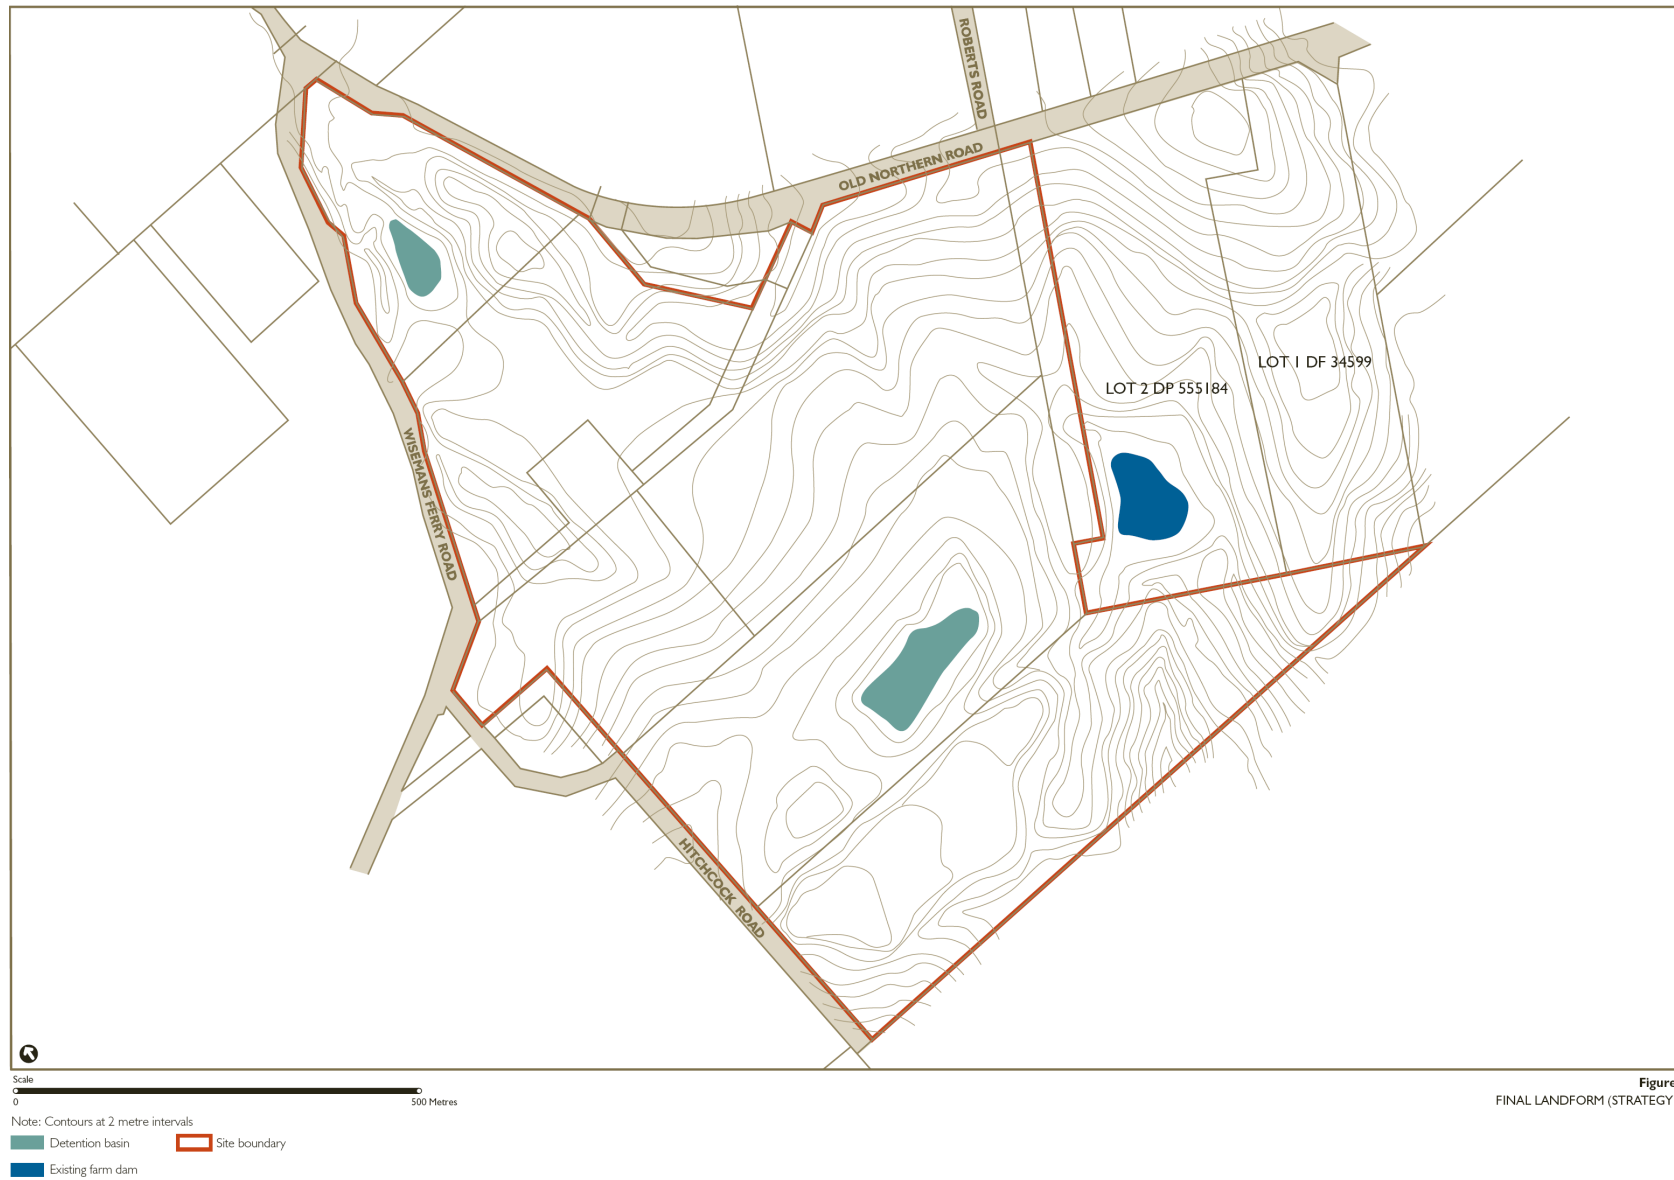 ROBERTS ROAD
OLD NORTHERN ROAD
LOT 1 DF 34599
LOT 2 DP 555184
WISEMANS FERRY ROAD
HITCHCOCK ROAD
Scale
0
500 Metres
Note: Contours at 2 metre intervals
Detention basin
Site boundary
Existing farm dam
Figure
FINAL LANDFORM (STRATEGY